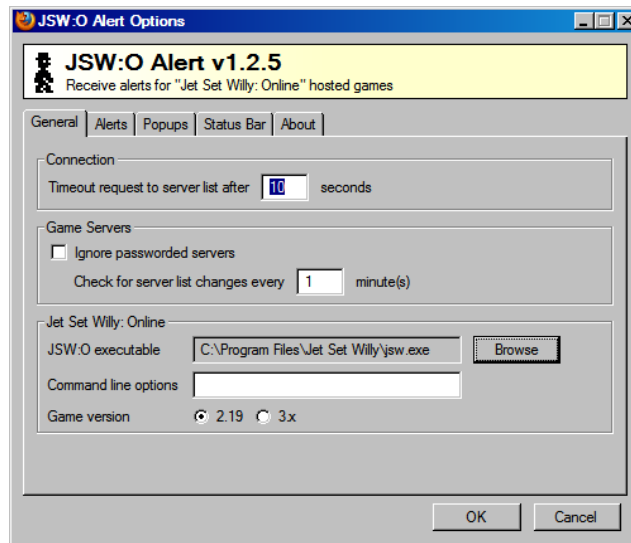 JSW:O Alert Options
JSW:O Alert v1.2.5
Receive alerts for "Jet Set Willy: Online" hosted games
General Alerts Popups Status Bar About
Connection
Timeout request to server list after 10 seconds
Game Servers
Ignore passworded servers
Check for server list changes every 1 minute(s)
Jet Set Willy: Online
JSW:O executable C:\Program Files\Jet Set Willy\jsw.exe Browse
Command line options
Game version 2.19 3.x
OK Cancel